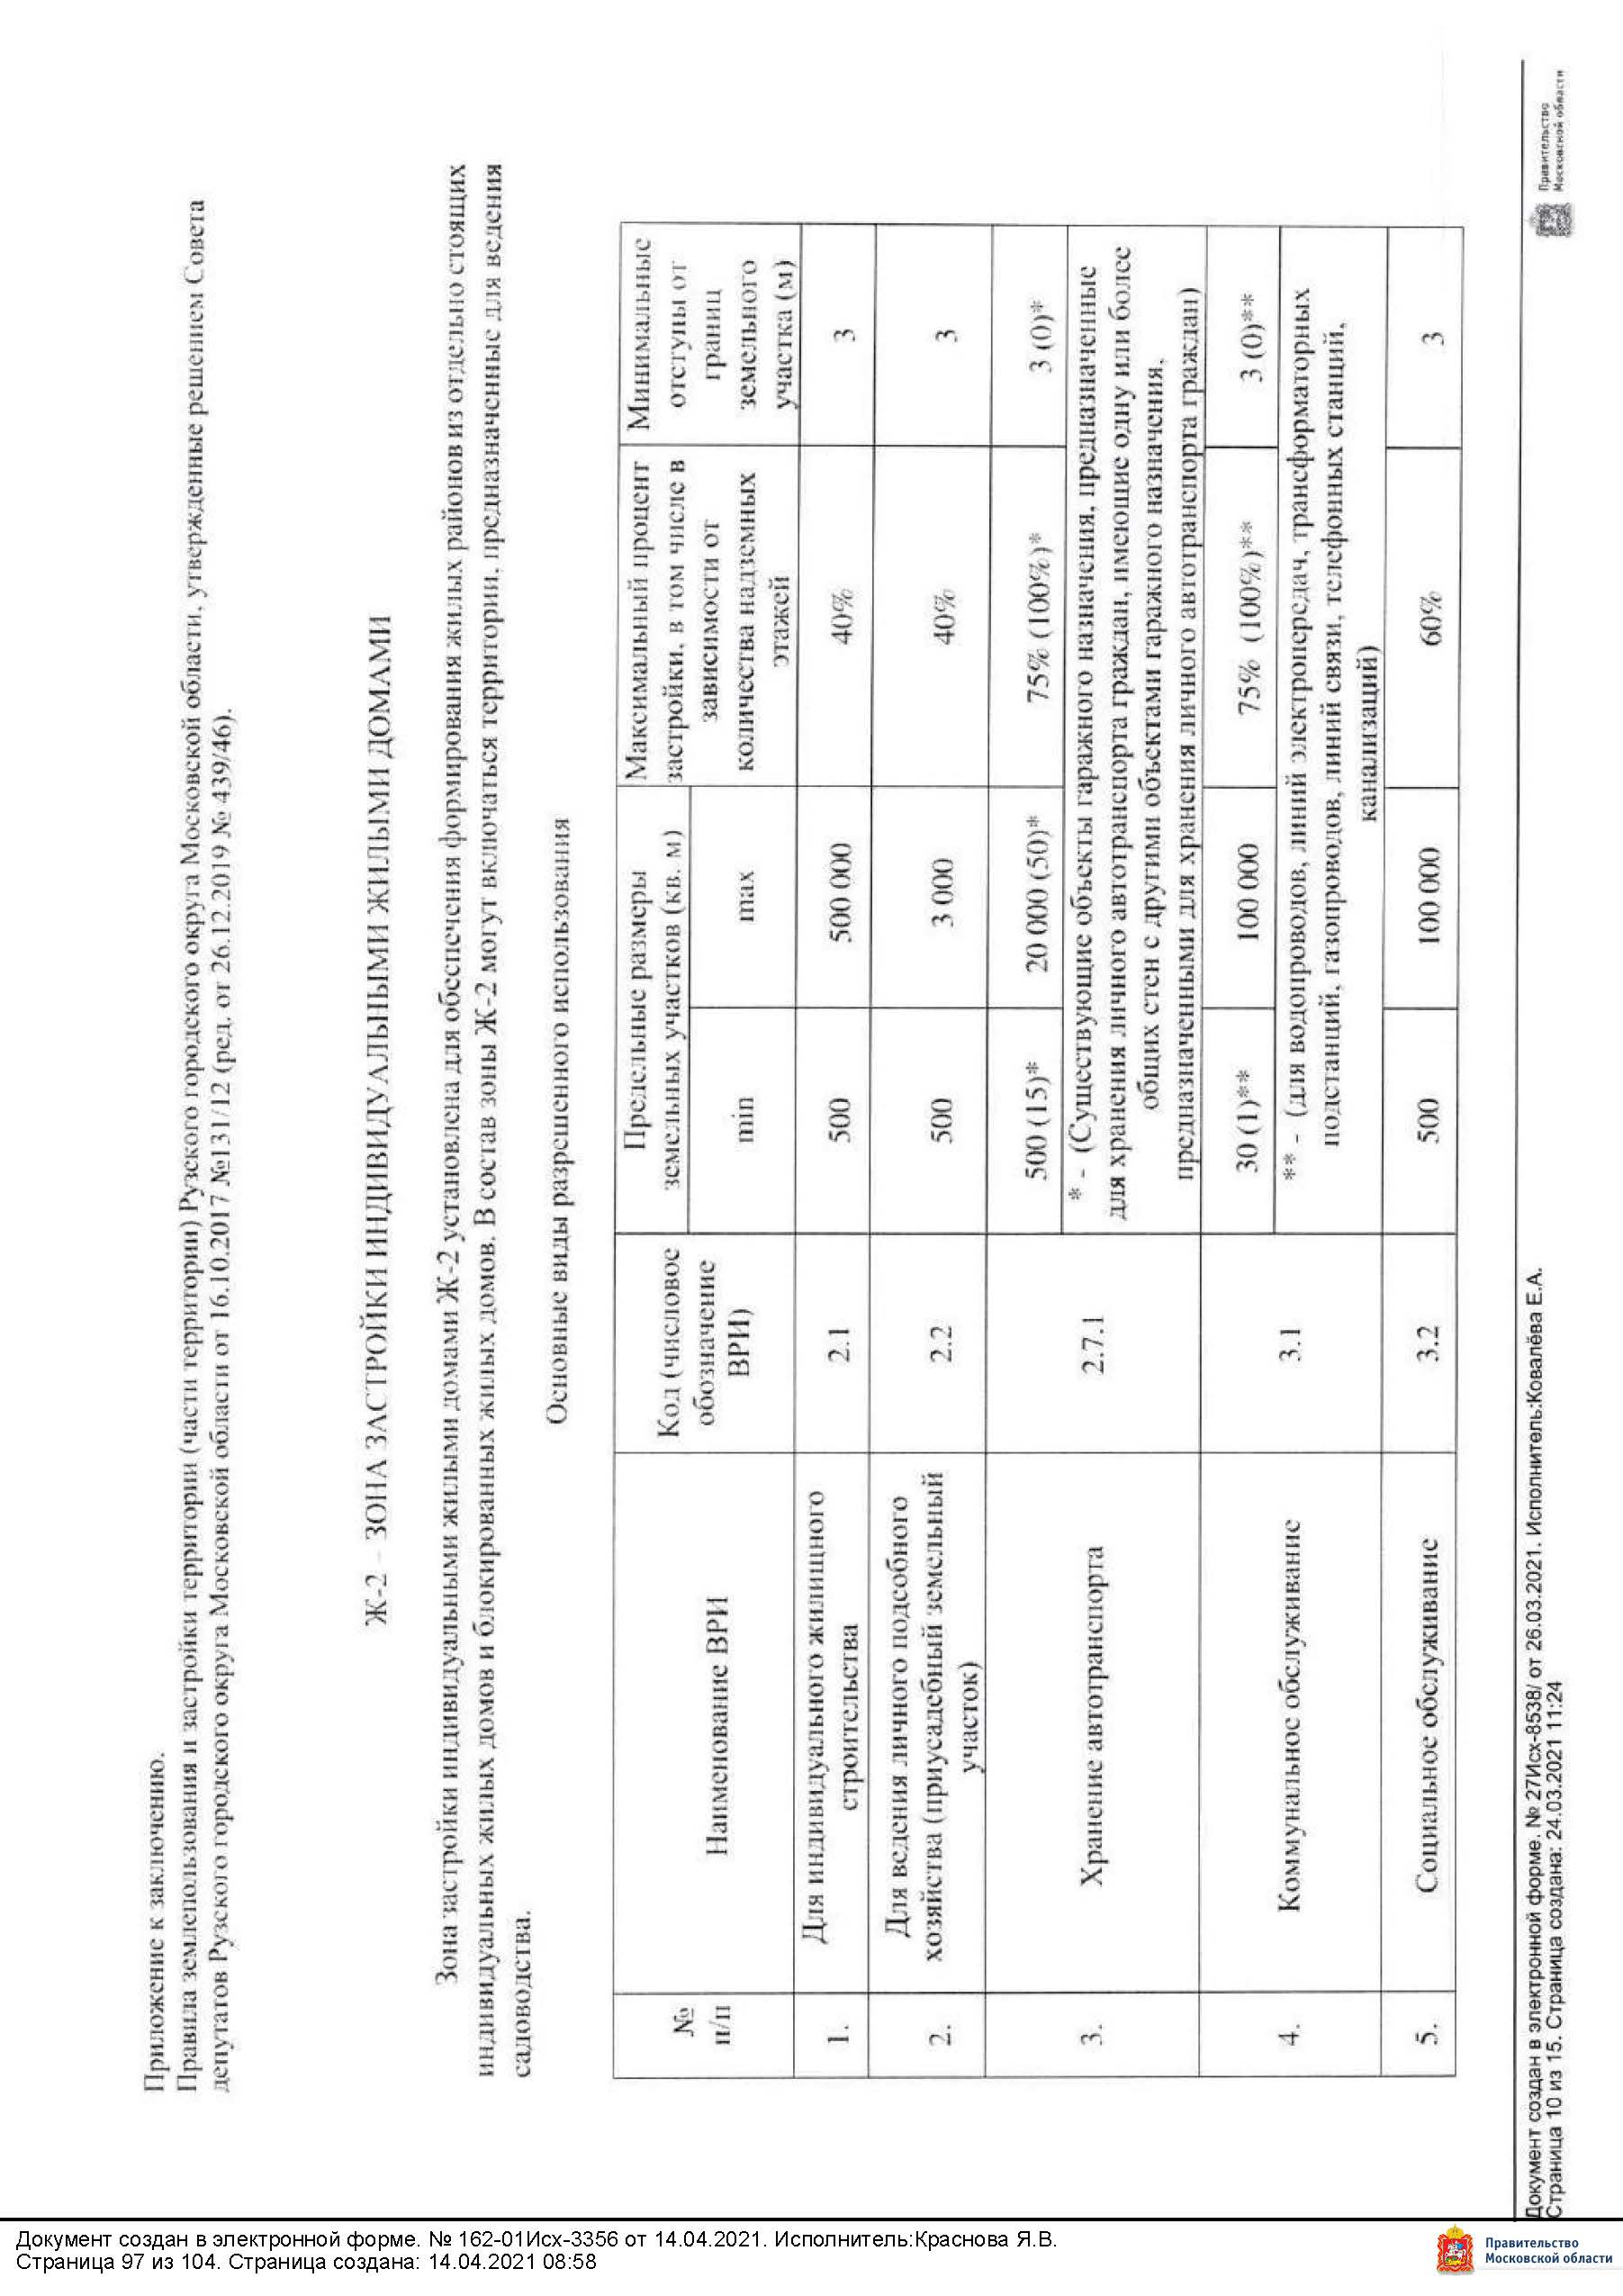 Приложение к заключению.
Правила землепользования и застройки территории (части территории) Рузского городского округа Московской области, утвержденные решением Совета
депутатов Рузского городского округа Московской области от 16.10.2017 №131/12 (ред. от 26.12.2019 № 439/46).
Ж-2 – ЗОНА ЗАСТРОЙКИ ИНДИВИДУАЛЬНЫМИ ЖИЛЫМИ ДОМАМИ
Зона застройки индивидуальными жилыми домами Ж-2 установлена для обеспечения формирования жилых районов из отдельно стоящих
индивидуальных жилых домов и блокированных жилых домов. В состав зоны Ж-2 могут включаться территории, предназначенные для ведения
садоводства.
Основные виды разрешенного использования
№
п/п
Наименование ВРИ
Код (числовое
обозначение
ВРИ)
Предельные размеры
земельных участков (кв. м)
min
max
Максимальный процент
застройки, в том числе в
зависимости от
количества надземных
этажей
Минимальные
отступы от
границ
земельного
участка (м)
1.
Для индивидуального жилищного
строительства
2.1
500
500 000
40%
3
2.
Для ведения личного подсобного
хозяйства (приусадебный земельный
участок)
2.2
500
3 000
40%
3
3.
Хранение автотранспорта
2.7.1
500 (15)*
20 000 (50)*
75% (100%)*
3 (0)*
* - (Существующие объекты гаражного назначения, предназначенные
для хранения личного автотранспорта граждан, имеющие одну или более
общих стен с другими объектами гаражного назначения,
предназначенными для хранения личного автотранспорта граждан)
4.
Коммунальное обслуживание
3.1
30 (1)**
100 000
75% (100%)**
3 (0)**
** - (для водопроводов, линий электропередач, трансформаторных
подстанций, газопроводов, линий связи, телефонных станций,
канализаций)
5.
Социальное обслуживание
3.2
500
100 000
60%
3
Документ создан в электронной форме. № 27Исх-8538/ от 26.03.2021. Исполнитель:Ковалёва Е.А.
Страница 10 из 15. Страница создана: 24.03.2021 11:24
Правительство
Московской области
Документ создан в электронной форме. № 162-01Исх-3356 от 14.04.2021. Исполнитель:Краснова Я.В.
Страница 97 из 104. Страница создана: 14.04.2021 08:58
Правительство
Московской области